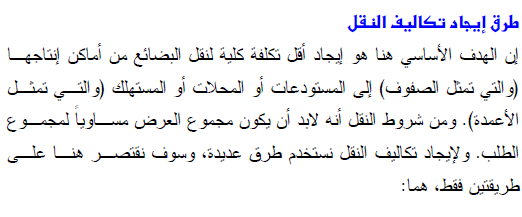 طرق إيجاد تكاليف النقل
إن الهدف الأساسي هنا هو إيجاد أقل تكلفة كلية لنقل البضائع من أماكن إنتاجهـا
(والتي تمثل الصفوف) إلى المستودعات أو المحلات أو المستهلك (والتـي تمثـل
الأعمدة). ومن شروط النقل أنه لابد أن يكون مجموع العرض مسـاوياً لمجمـوع
الطلب. ولإيجاد تكاليف النقل نستخدم طرق عديدة، وسوف نقتصـر هنـا علـى
طريقتين فقط، هما: